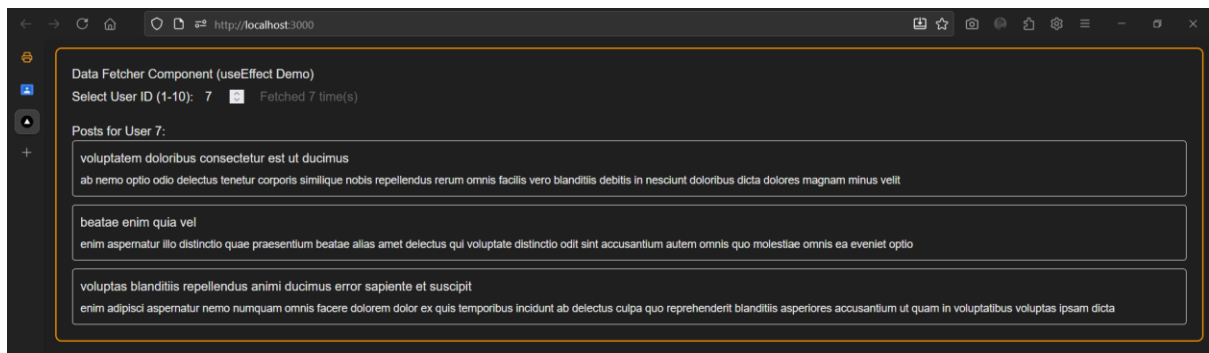 http://localhost:3000
Data Fetcher Component (useEffect Demo)
Select User ID (1-10): 7 Fetched 7 time(s)
Posts for User 7:
voluptatem doloribus consectetur est ut ducimus
ab nemo optio odio delectus tenetur corporis similique nobis repellendus rerum omnis facilis vero blanditiis debitis in nesciunt doloribus dicta dolores magnam minus velit
beatae enim quia vel
enim aspernatur illo distinctio quae praesentium beatae alias amet delectus qui voluptate distinctio odit sint accusantium autem omnis quo molestiae omnis ea eveniet optio
voluptas blanditiis repellendus animi ducimus error sapiente et suscipit
enim adipisci aspernatur nemo numquam omnis facere dolorem dolor ex quis temporibus incidunt ab delectus culpa quo reprehenderit blanditiis asperiores accusantium ut quam in voluptatibus voluptas ipsam dicta